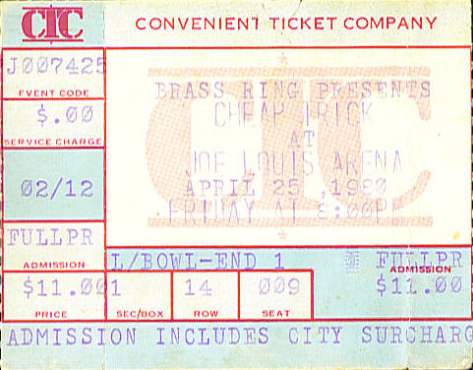 CTC CONVENIENT TICKET COMPANY
J007425
EVENT CODE
$.00
SERVICE CHARGE
02/12
FULLPR
ADMISSION
$11.00
PRICE
BRASS RING PRESENTS
CHEAP TRICK
AT
JOE LOUIS ARENA
APRIL 25 ,1980
FRIDAY AT 8:00P
L/BOWL-END 1
FULLPR
ADMISSION
1
SEC/BOX
14
ROW
009
SEAT
$11.00
ADMISSION INCLUDES CITY SURCHARG